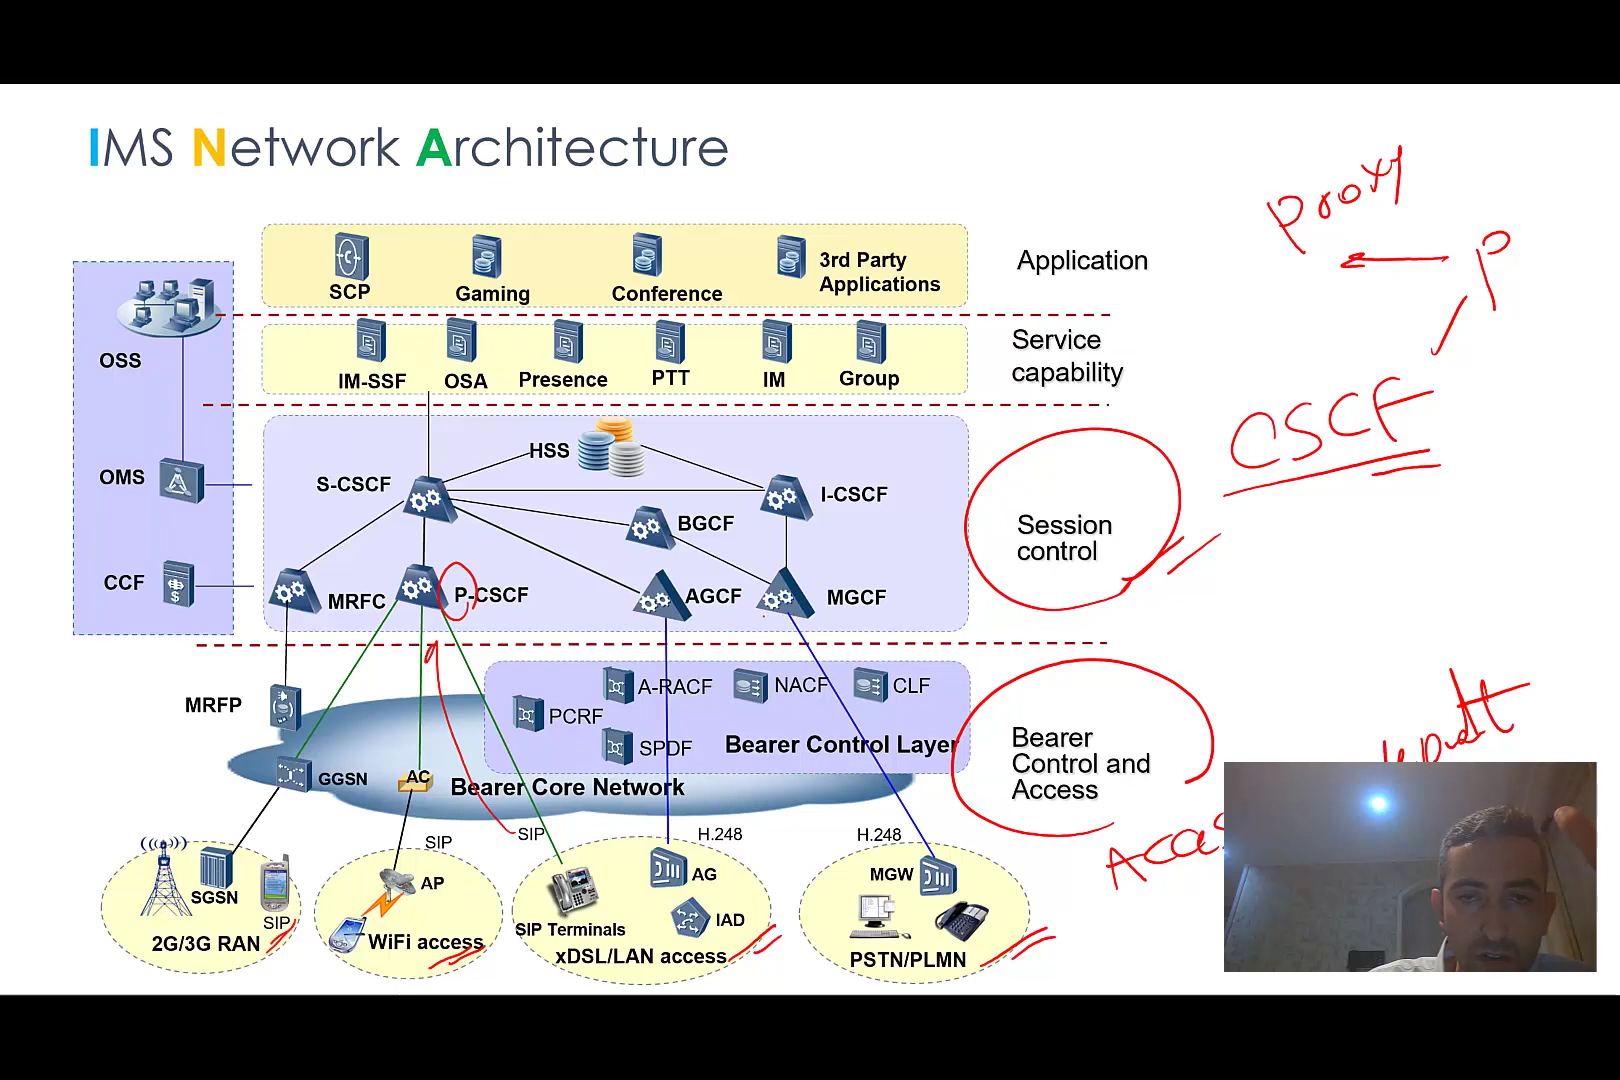 IMS Network Architecture
Proxy
P
CSCF
SCP
Gaming
Conference
3rd Party
Applications
Application
OSS
IM-SSF
OSA
Presence
PTT
IM
Group
Service
capability
HSS
OMS
S-CSCF
I-CSCF
BGCF
Session
control
CCF
MRFC
P-CSCF
AGCF
MGCF
MRFP
A-RACF
NACF
CLF
PCRF
SPDF
Bearer Control Layer
Bearer
Control and
Access
GGSN
AC
Bearer Core Network
SIP
SIP
H.248
H.248
SGSN
SIP
2G/3G RAN
AP
WiFi access
SIP Terminals
AG
IAD
xDSL/LAN access
MGW
PSTN/PLMN